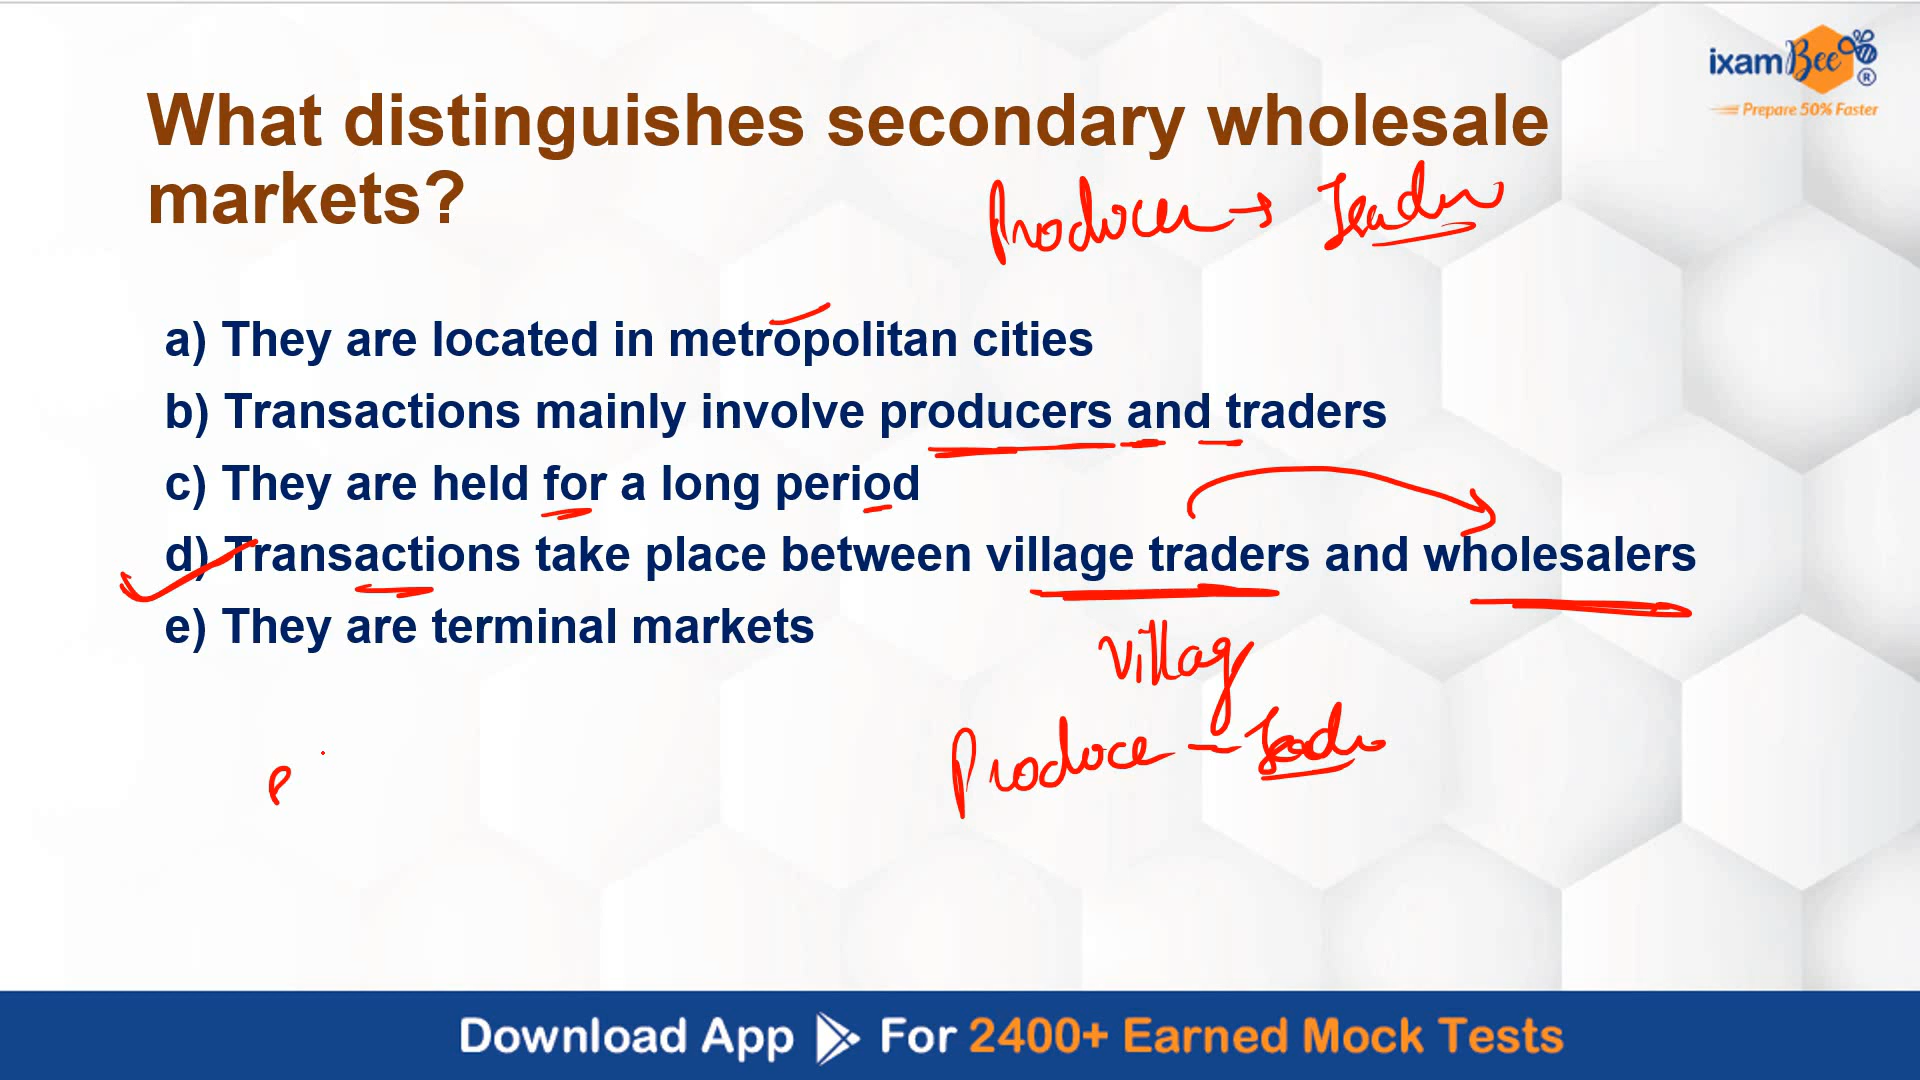 ixamBee
®
Prepare 50% Faster
What distinguishes secondary wholesale
markets?
Producer → Trader
a) They are located in metropolitan cities
b) Transactions mainly involve producers and traders
c) They are held for a long period
d) Transactions take place between village traders and wholesalers
e) They are terminal markets
Village
Produce –
Download App For 2400+ Earned Mock Tests